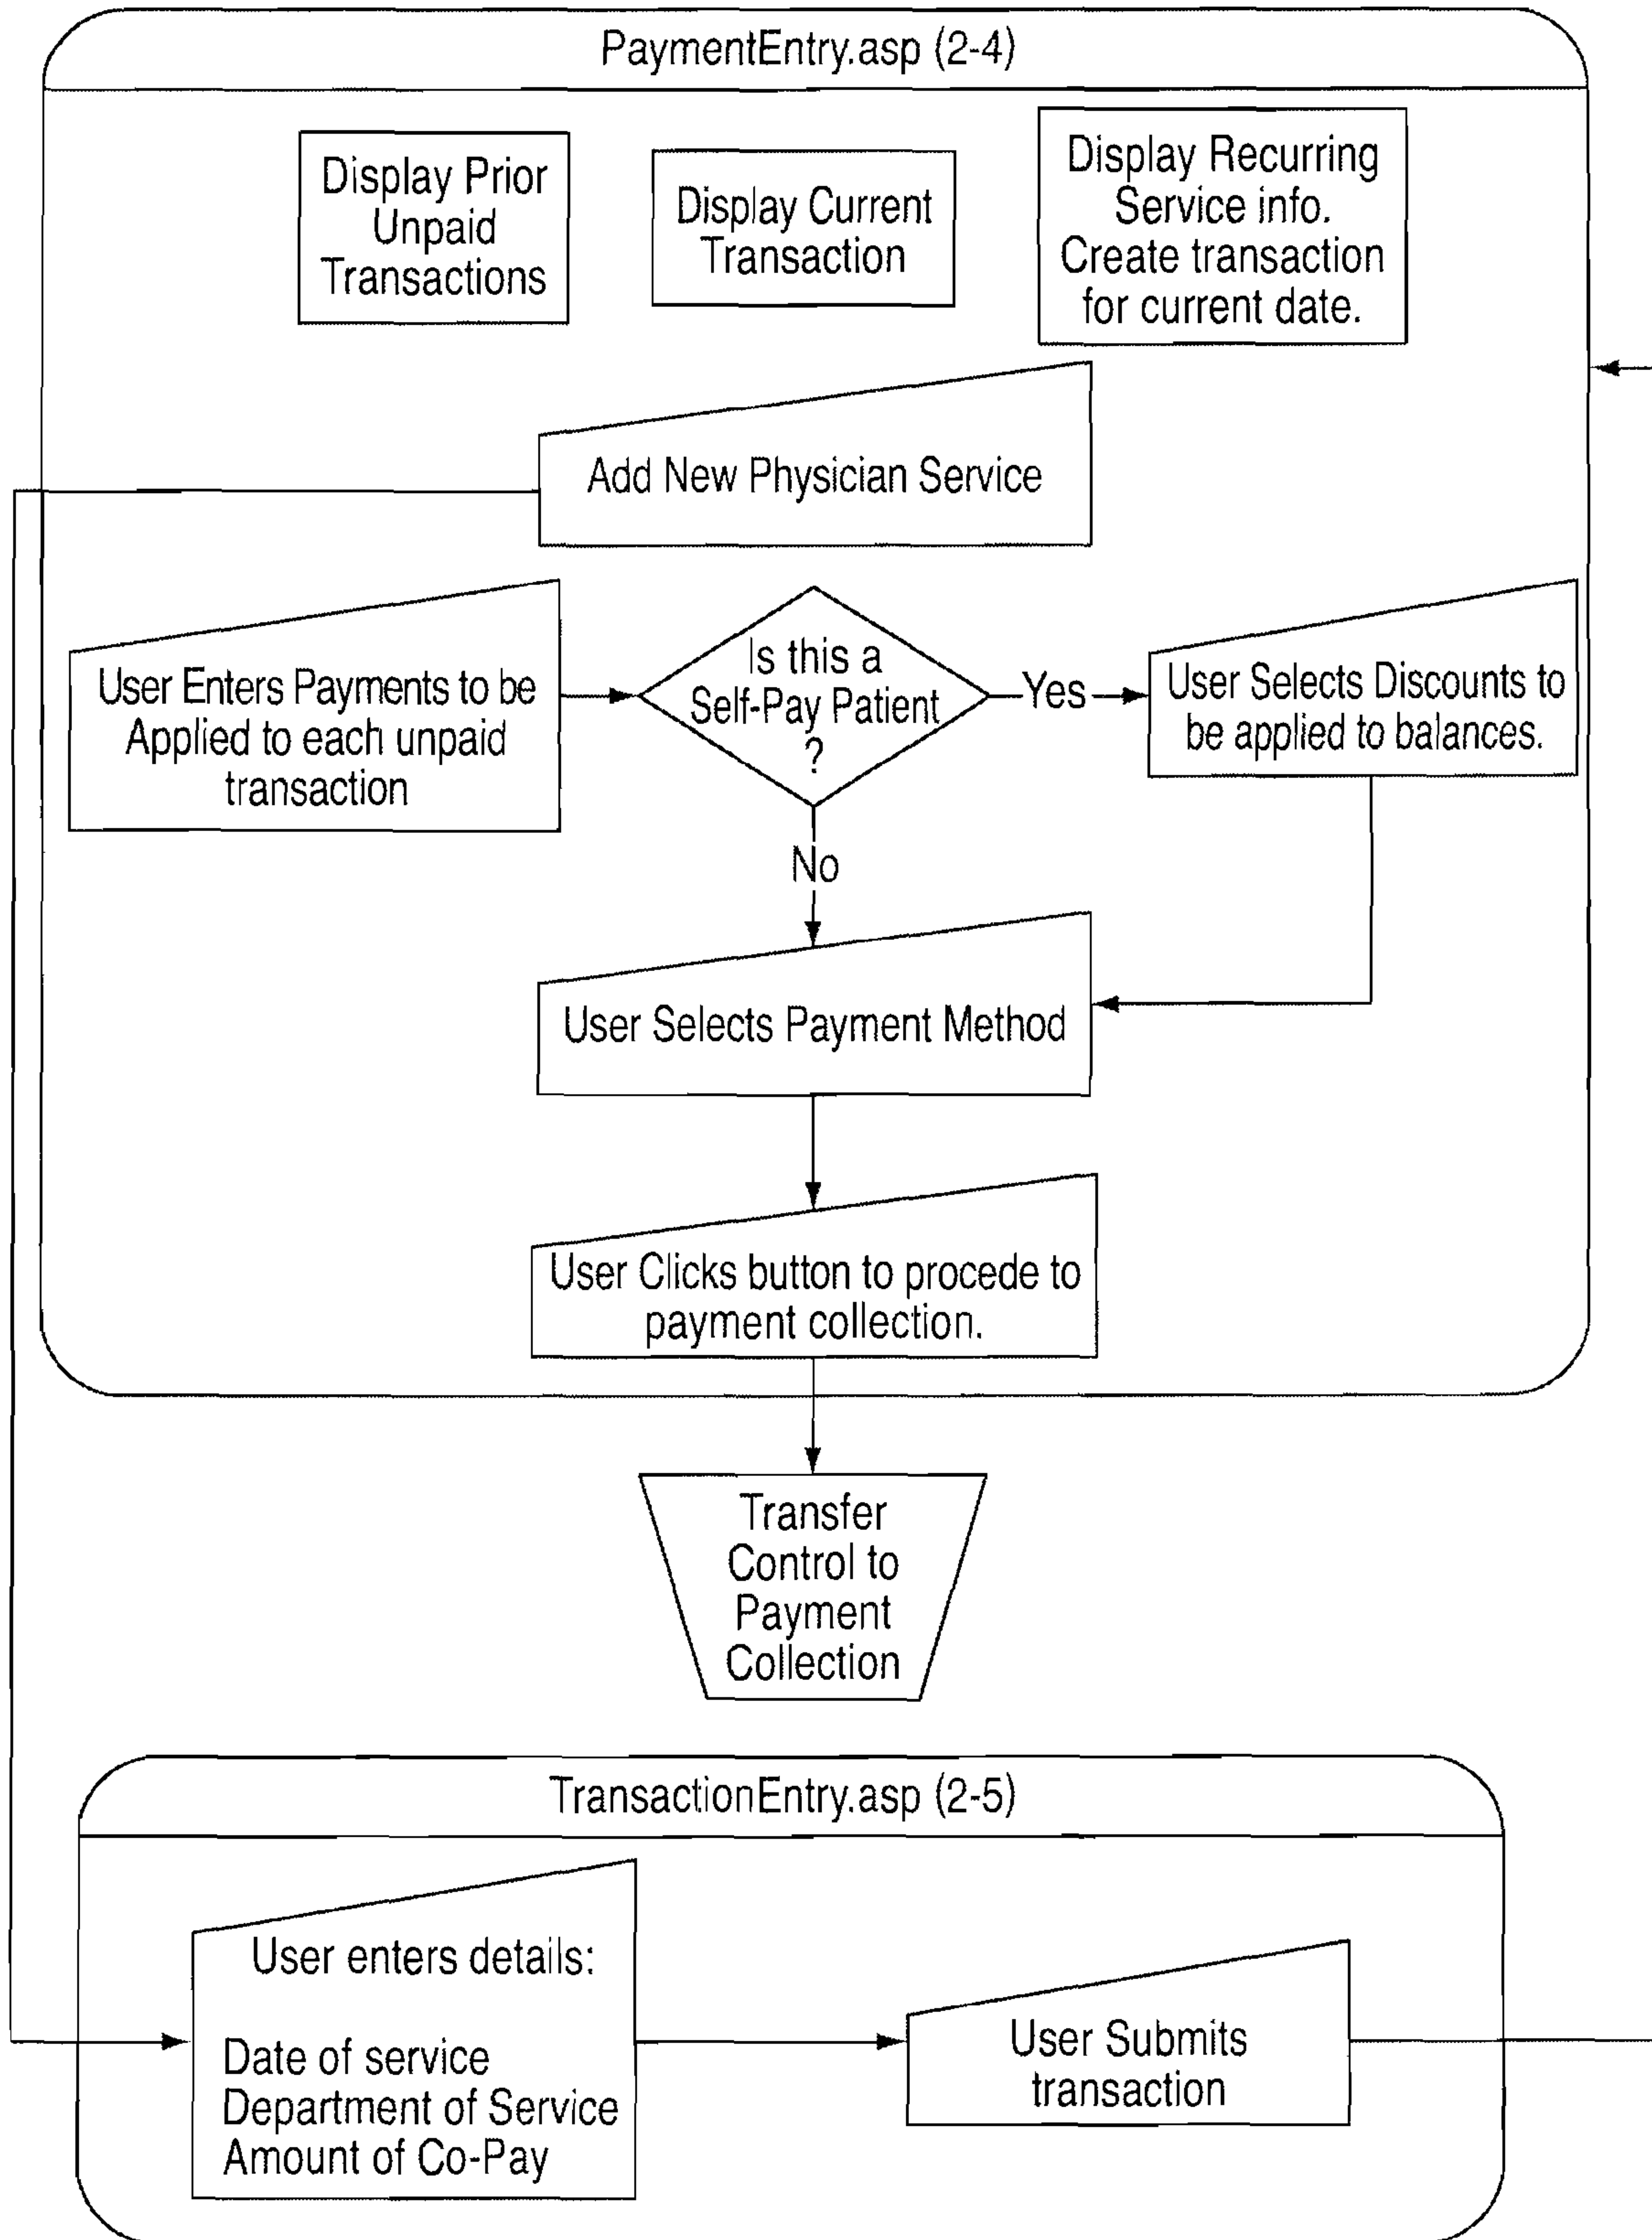 PaymentEntry.asp (2-4)
Display Prior
Unpaid
Transactions
Display Current
Transaction
Display Recurring
Service info.
Create transaction
for current date.
Add New Physician Service
User Enters Payments to be
Applied to each unpaid
transaction
Is this a
Self-Pay Patient
?
Yes
User Selects Discounts to
be applied to balances.
No
User Selects Payment Method
User Clicks button to procede to
payment collection.
Transfer
Control to
Payment
Collection
TransactionEntry.asp (2-5)
User enters details:
Date of service
Department of Service
Amount of Co-Pay
User Submits
transaction